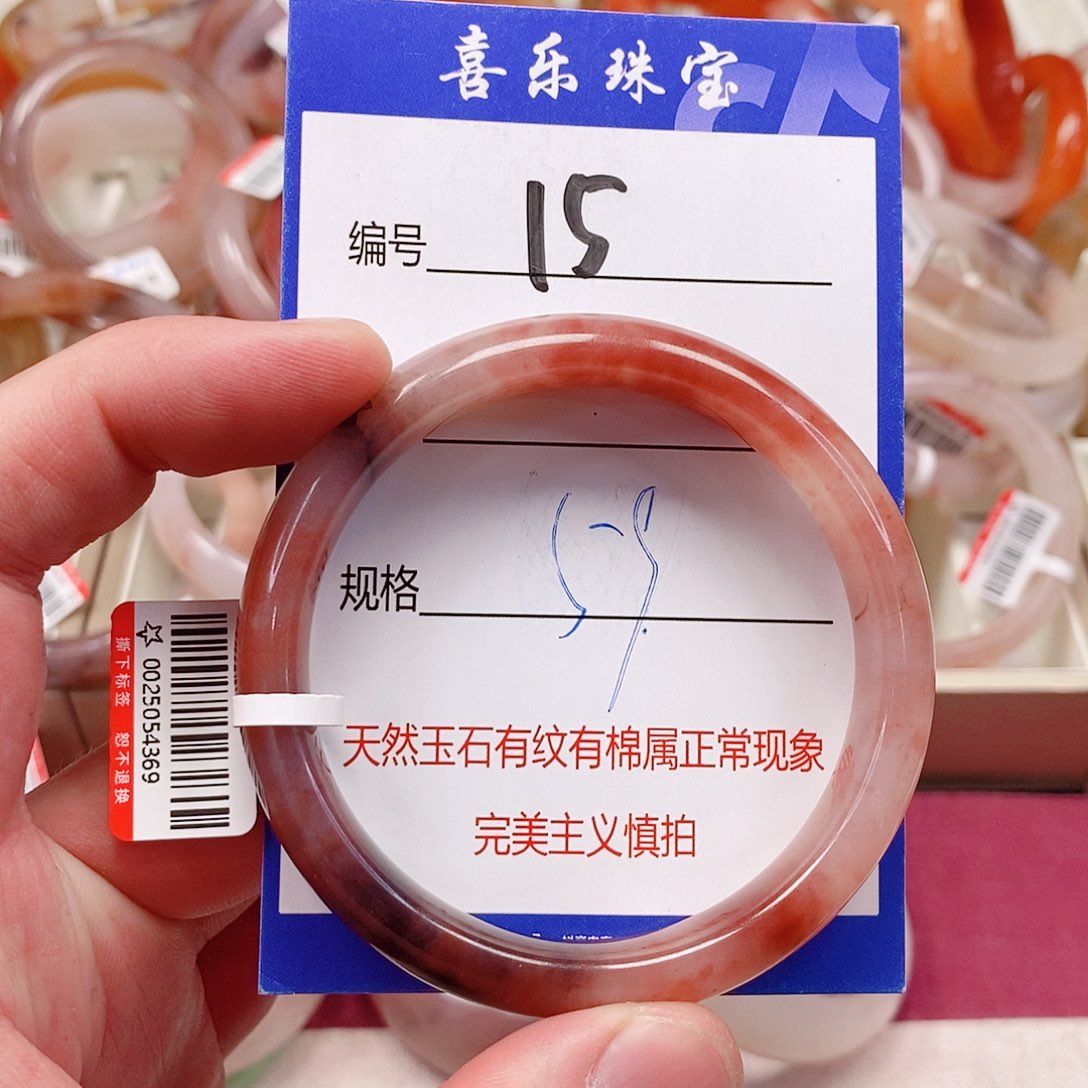 喜乐珠宝
编号 15
规格 59
天然玉石有纹有棉属正常现象
完美主义慎拍
撕下标签 恕不退换
0025054369